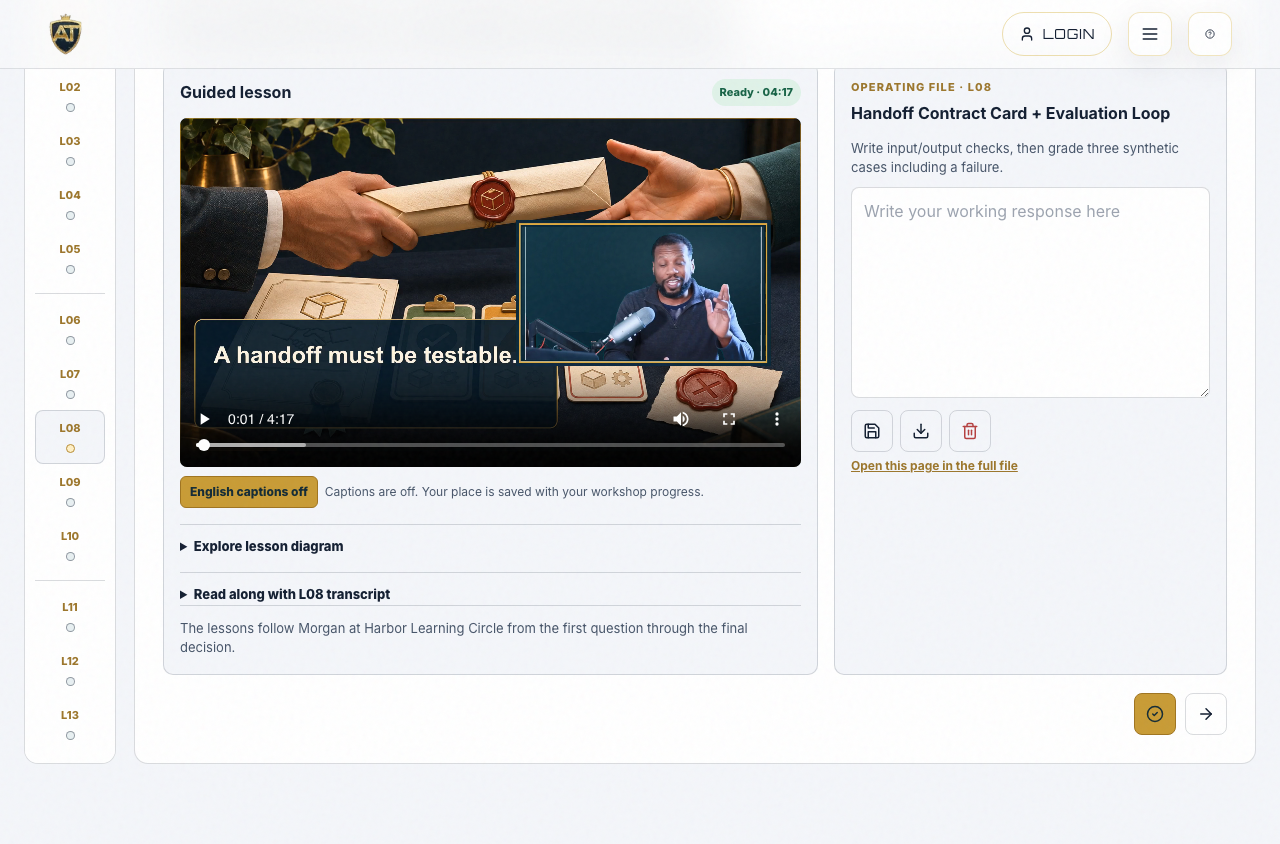 AT
LOGIN
L02
L03
L04
L05
L06
L07
L08
L09
L10
L11
L12
L13
Guided lesson
Ready · 04:17
A handoff must be testable.
0:01 / 4:17
English captions off
Captions are off. Your place is saved with your workshop progress.
Explore lesson diagram
Read along with L08 transcript
The lessons follow Morgan at Harbor Learning Circle from the first question through the final
decision.
OPERATING FILE · L08
Handoff Contract Card + Evaluation Loop
Write input/output checks, then grade three synthetic
cases including a failure.
Write your working response here
Open this page in the full file